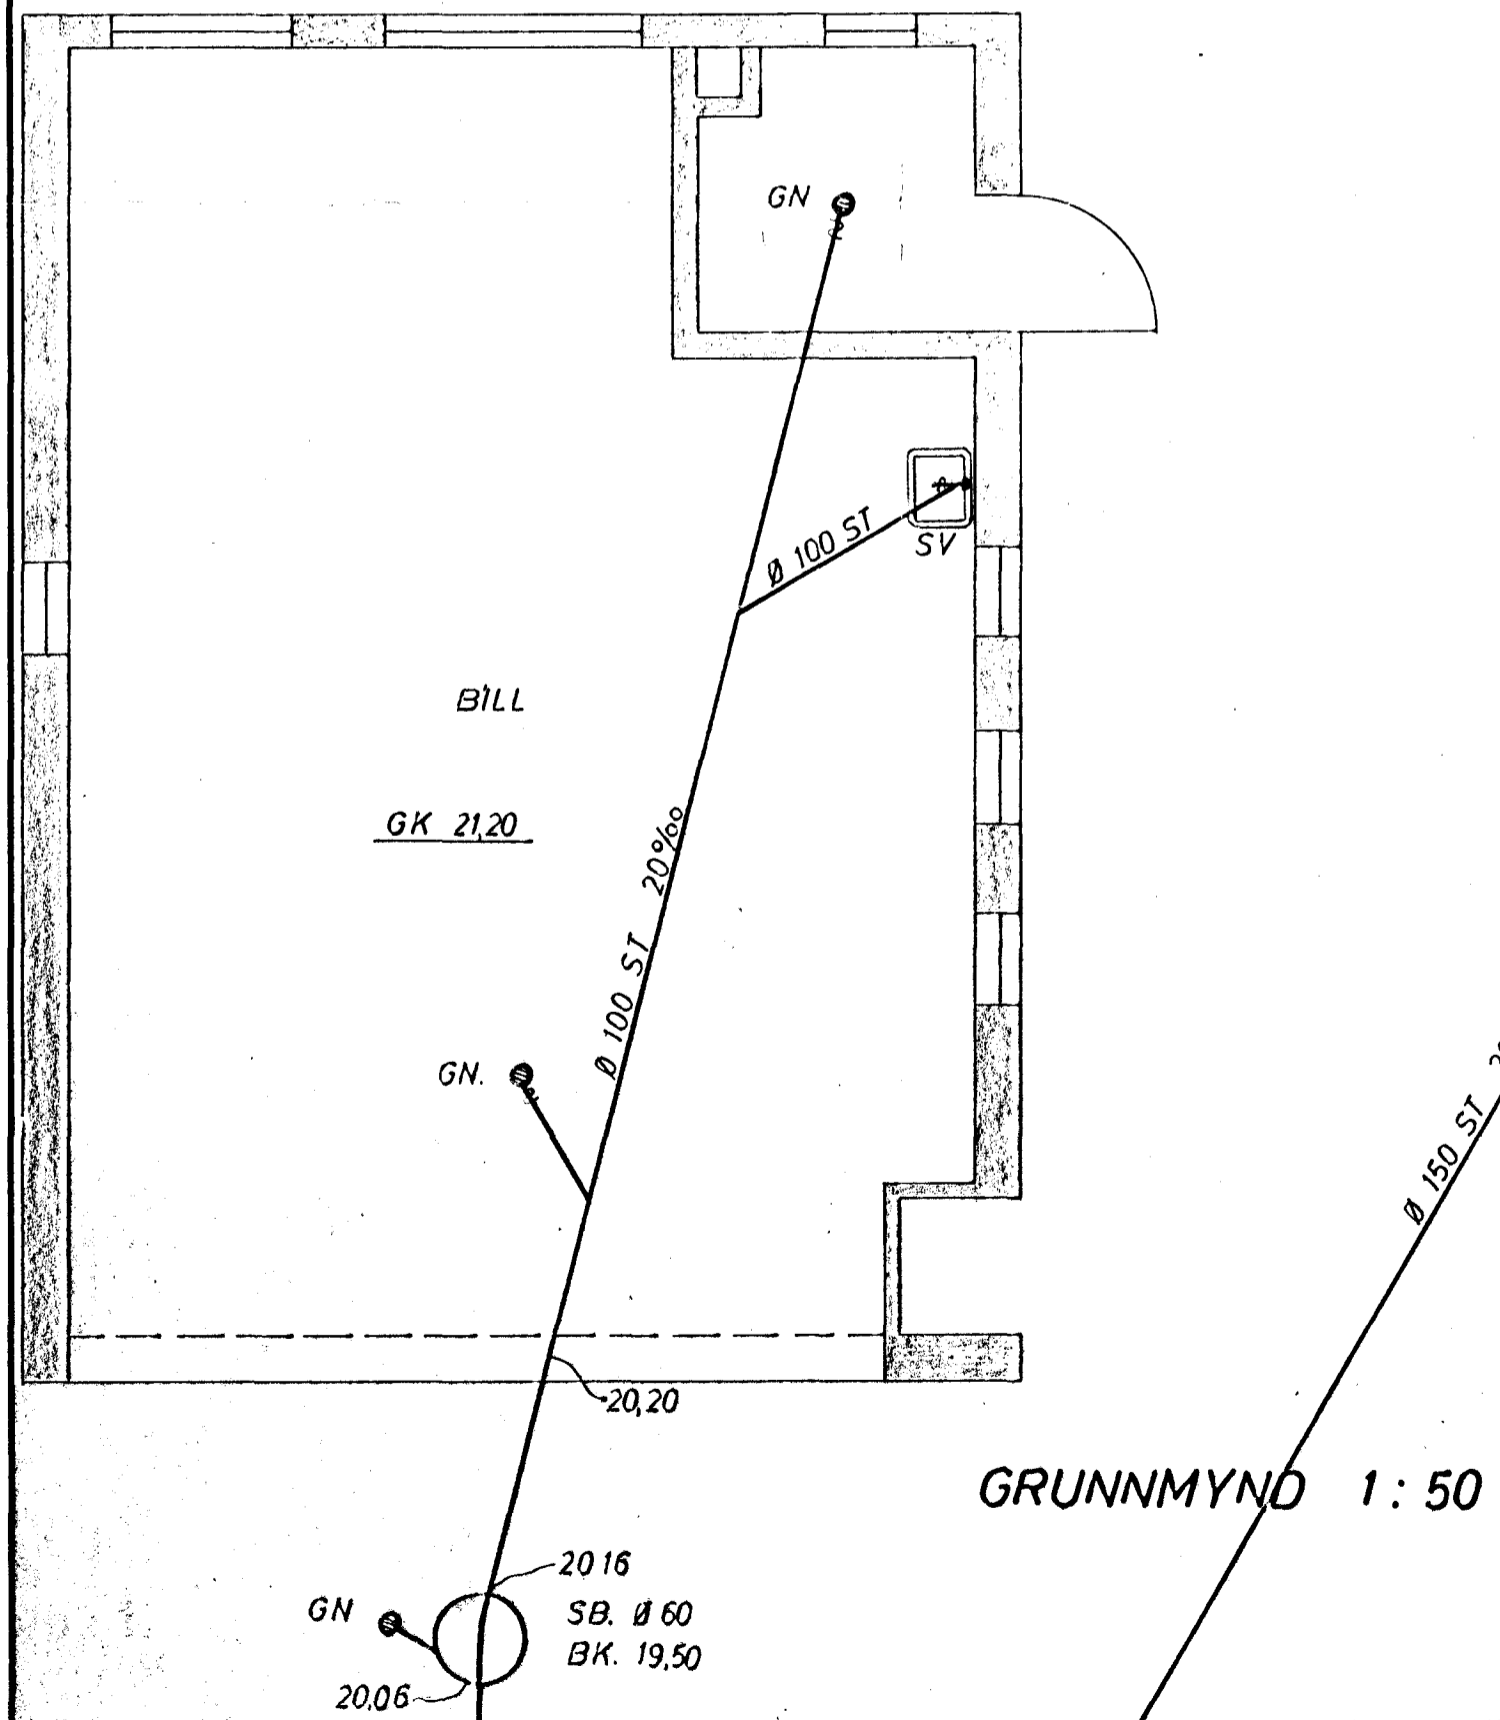 GN
Ø 100 ST
SV
BÍLL
GK 21,20
Ø 100 ST 20‰
GN.
Ø 150 ST
20,20
GRUNNMYND 1:50
20 16
GN
SB. Ø 60
BK. 19,50
20,06